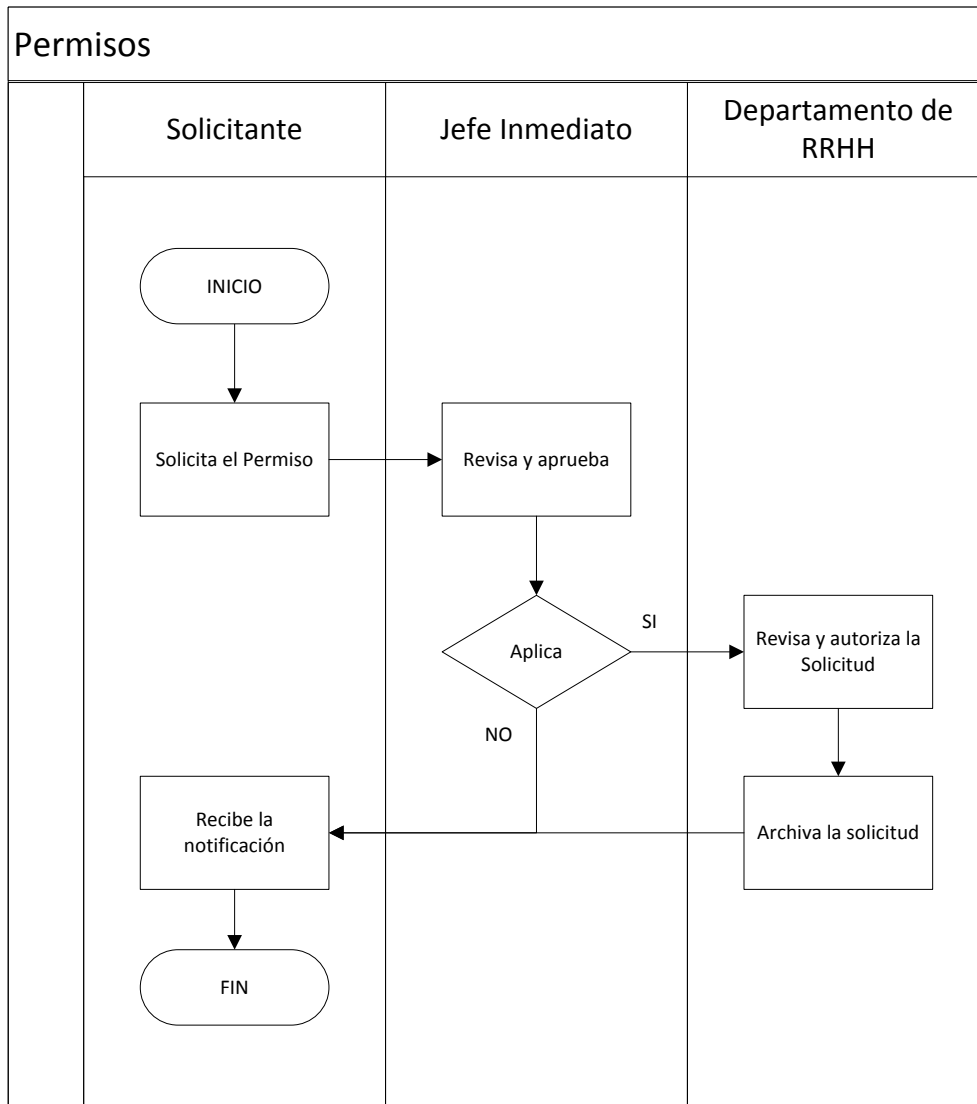 Permisos
Solicitante
Jefe Inmediato
Departamento de
RRHH
INICIO
Solicita el Permiso
Revisa y aprueba
Aplica
SI
Revisa y autoriza la
Solicitud
NO
Recibe la
notificación
Archiva la solicitud
FIN